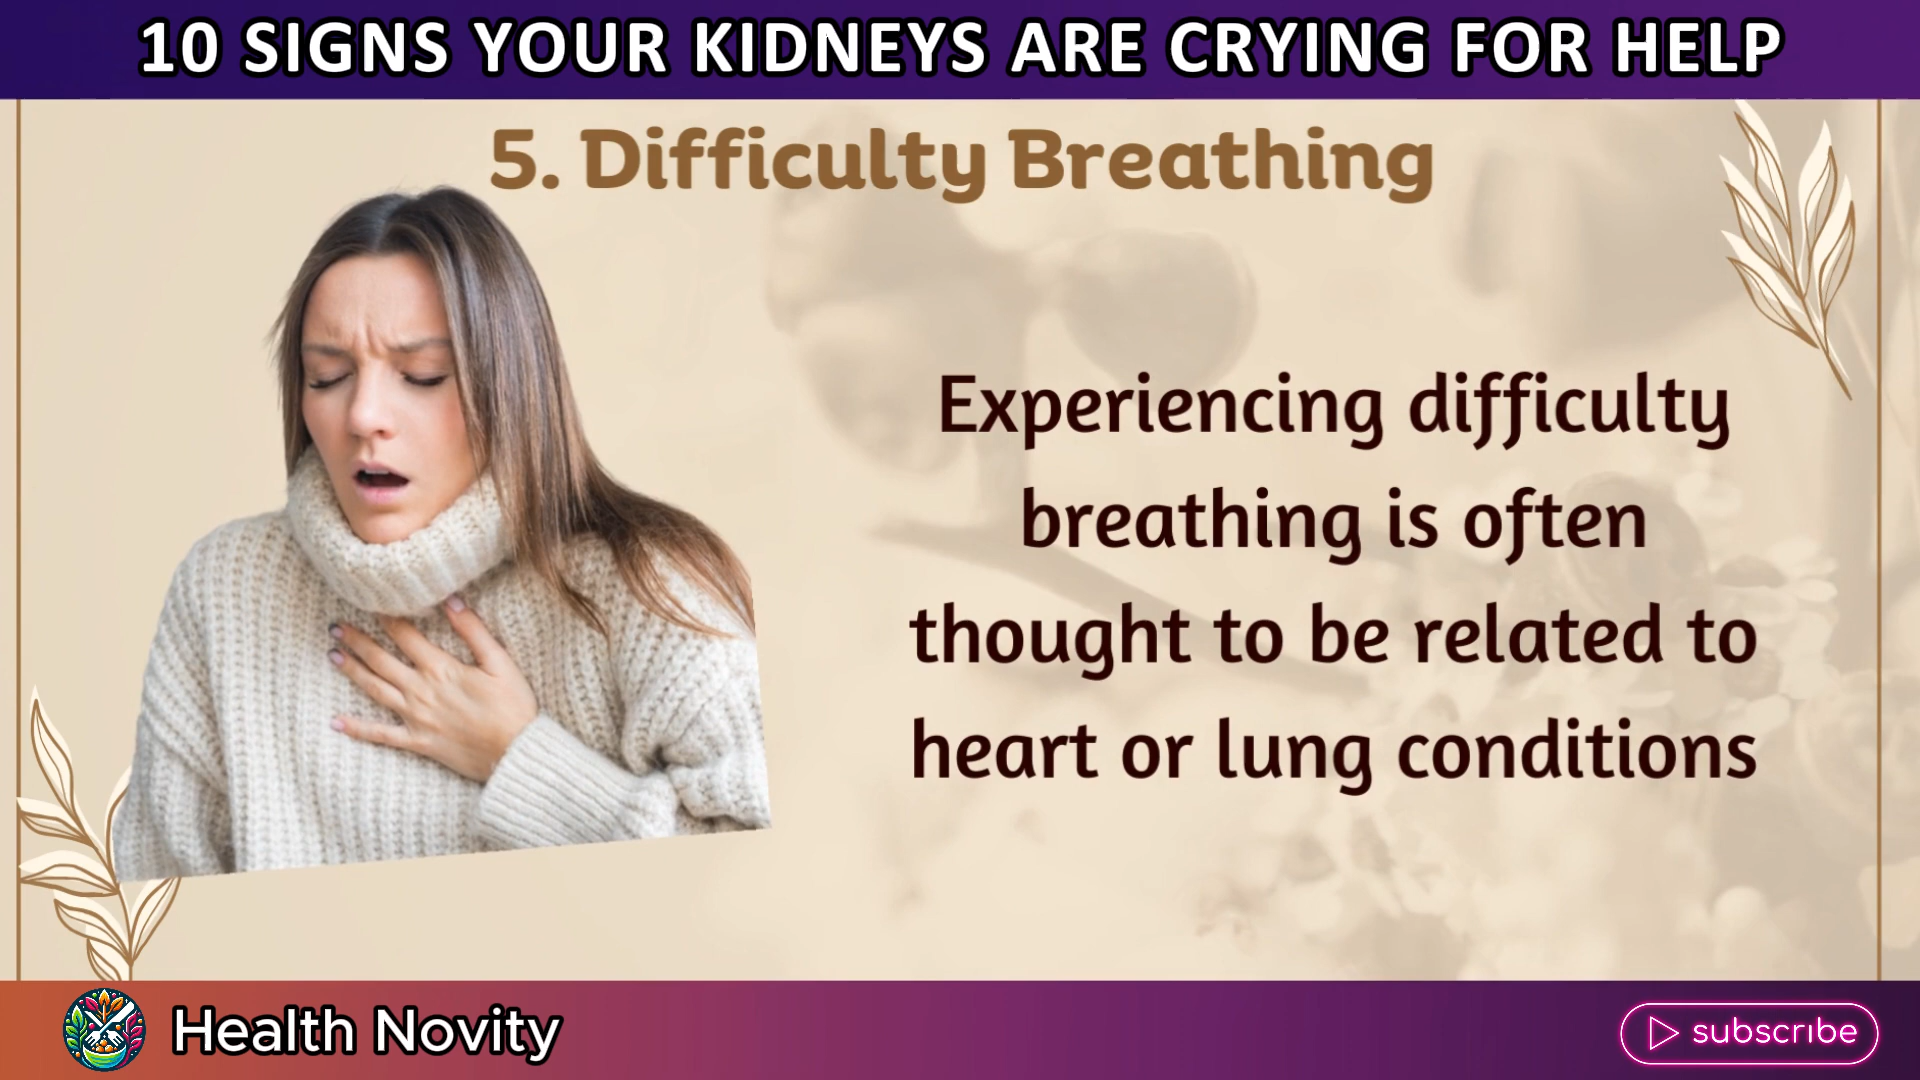 10 SIGNS YOUR KIDNEYS ARE CRYING FOR HELP
5. Difficulty Breathing
Experiencing difficulty
breathing is often
thought to be related to
heart or lung conditions
Health Novity
subscribe